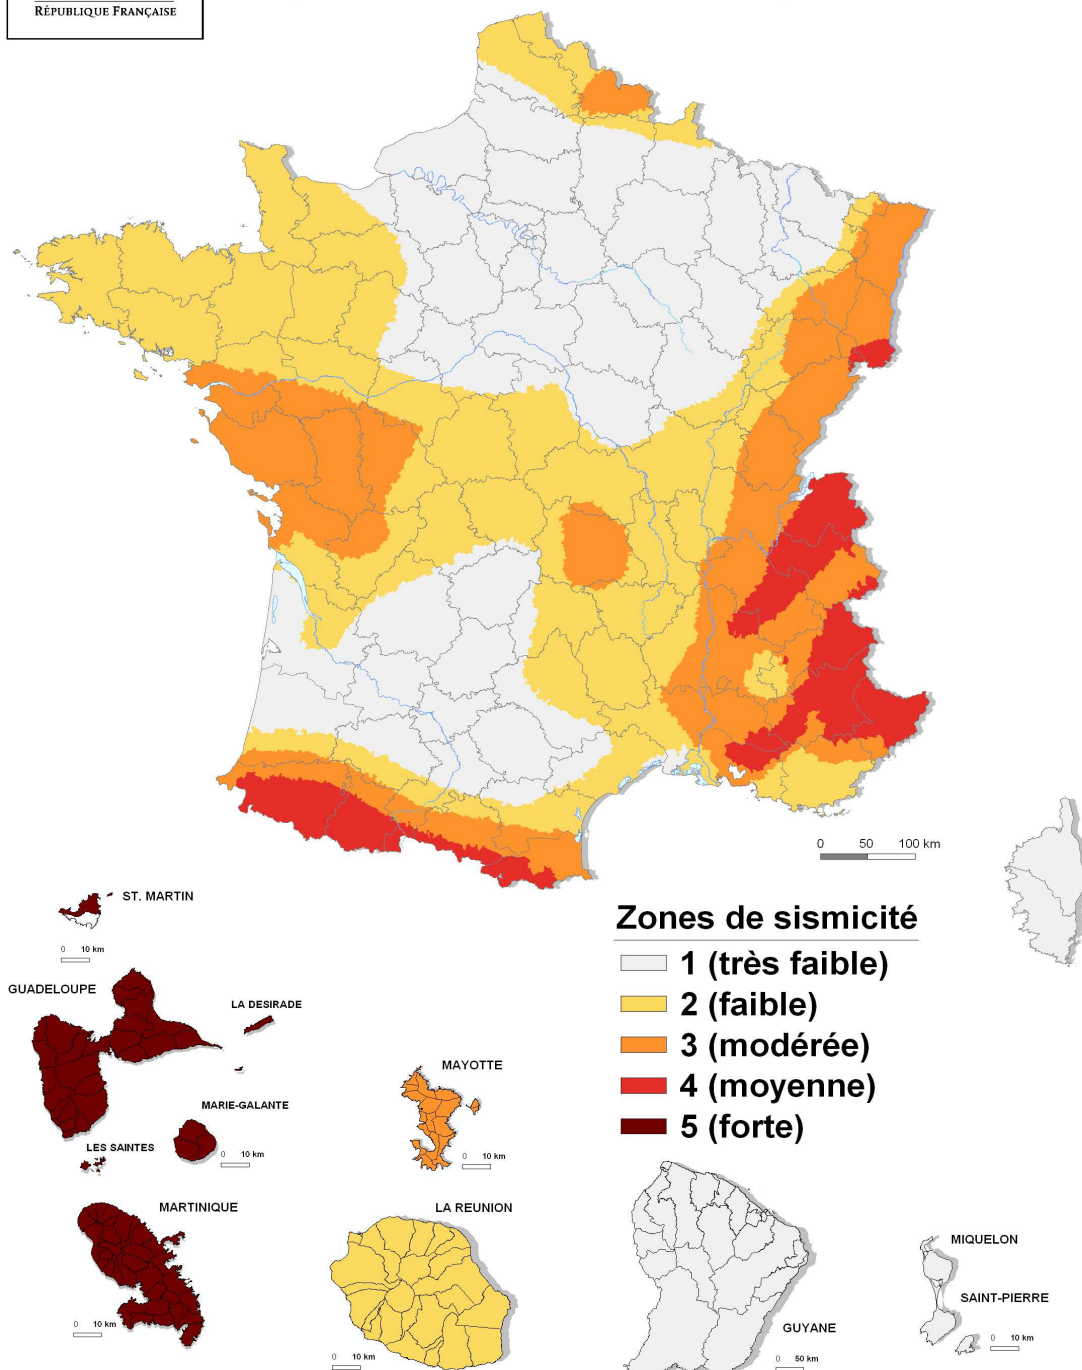 RÉPUBLIQUE FRANÇAISE
0 50 100 km
ST. MARTIN
0 10 km
GUADELOUPE
LA DESIRADE
MARIE-GALANTE
0 10 km
LES SAINTES
MAYOTTE
0 10 km
Zones de sismicité
1 (très faible)
2 (faible)
3 (modérée)
4 (moyenne)
5 (forte)
MARTINIQUE
0 10 km
LA REUNION
0 10 km
GUYANE
0 50 km
MIQUELON
SAINT-PIERRE
0 10 km